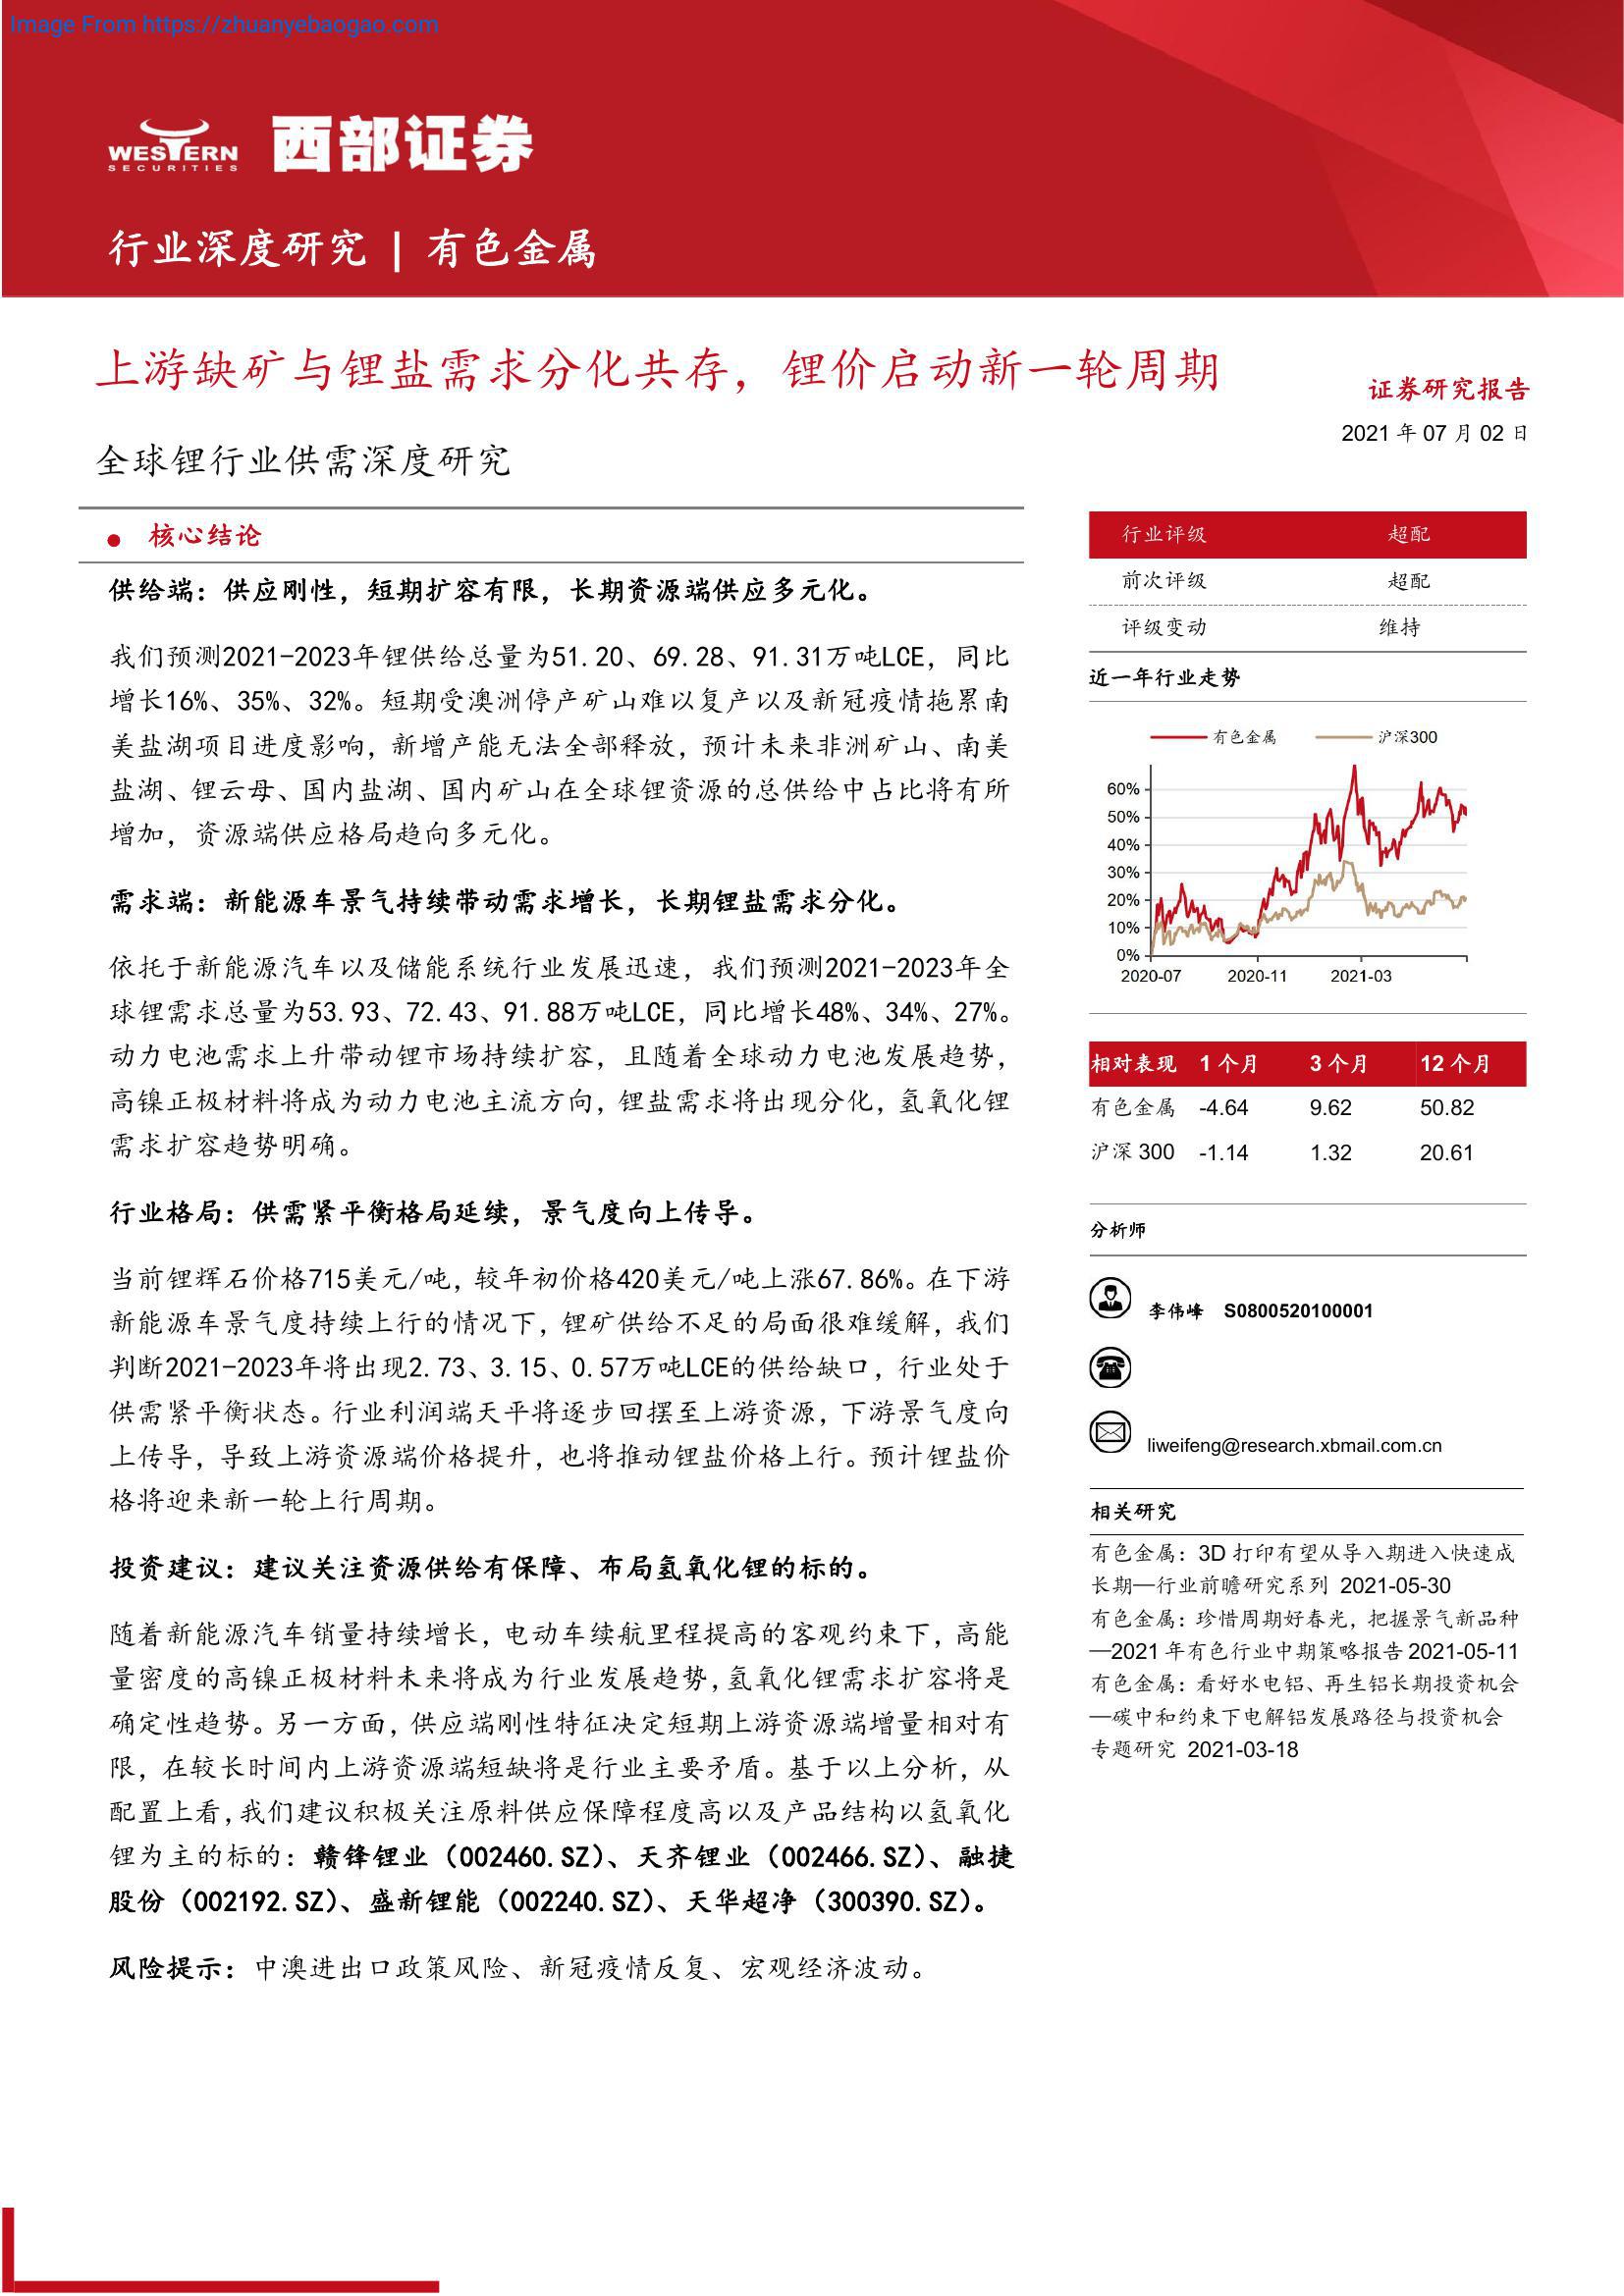 Image From https://zhuanyebaogao.com
WESTERN
SECURITIES
西部证券
行业深度研究 | 有色金属
上游缺矿与锂盐需求分化共存，锂价启动新一轮周期
全球锂行业供需深度研究
证券研究报告
2021 年 07 月 02 日
● 核心结论
供给端：供应刚性，短期扩容有限，长期资源端供应多元化。
我们预测2021-2023年锂供给总量为51.20、69.28、91.31万吨LCE，同比
增长16%、35%、32%。短期受澳洲停产矿山难以复产以及新冠疫情拖累南
美盐湖项目进度影响，新增产能无法全部释放，预计未来非洲矿山、南美
盐湖、锂云母、国内盐湖、国内矿山在全球锂资源的总供给中占比将有所
增加，资源端供应格局趋向多元化。
需求端：新能源车景气持续带动需求增长，长期锂盐需求分化。
依托于新能源汽车以及储能系统行业发展迅速，我们预测2021-2023年全
球锂需求总量为53.93、72.43、91.88万吨LCE，同比增长48%、34%、27%。
动力电池需求上升带动锂市场持续扩容，且随着全球动力电池发展趋势，
高镍正极材料将成为动力电池主流方向，锂盐需求将出现分化，氢氧化锂
需求扩容趋势明确。
行业格局：供需紧平衡格局延续，景气度向上传导。
当前锂辉石价格715美元/吨，较年初价格420美元/吨上涨67.86%。在下游
新能源车景气度持续上行的情况下，锂矿供给不足的局面很难缓解，我们
判断2021-2023年将出现2.73、3.15、0.57万吨LCE的供给缺口，行业处于
供需紧平衡状态。行业利润端天平将逐步回摆至上游资源，下游景气度向
上传导，导致上游资源端价格提升，也将推动锂盐价格上行。预计锂盐价
格将迎来新一轮上行周期。
投资建议：建议关注资源供给有保障、布局氢氧化锂的标的。
随着新能源汽车销量持续增长，电动车续航里程提高的客观约束下，高能
量密度的高镍正极材料未来将成为行业发展趋势，氢氧化锂需求扩容将是
确定性趋势。另一方面，供应端刚性特征决定短期上游资源端增量相对有
限，在较长时间内上游资源端短缺将是行业主要矛盾。基于以上分析，从
配置上看，我们建议积极关注原料供应保障程度高以及产品结构以氢氧化
锂为主的标的：赣锋锂业（002460.SZ）、天齐锂业（002466.SZ）、融捷
股份（002192.SZ）、盛新锂能（002240.SZ）、天华超净（300390.SZ）。
风险提示：中澳进出口政策风险、新冠疫情反复、宏观经济波动。
行业评级 超配
前次评级 超配
评级变动 维持
近一年行业走势
有色金属 沪深300
60%
50%
40%
30%
20%
10%
0%
2020-07 2020-11 2021-03
相对表现 1 个月 3 个月 12 个月
有色金属 -4.64 9.62 50.82
沪深 300 -1.14 1.32 20.61
分析师
李伟峰 S0800520100001
liweifeng@research.xbmail.com.cn
相关研究
有色金属：3D 打印有望从导入期进入快速成
长期—行业前瞻研究系列 2021-05-30
有色金属：珍惜周期好春光，把握景气新品种
—2021 年有色行业中期策略报告 2021-05-11
有色金属：看好水电铝、再生铝长期投资机会
—碳中和约束下电解铝发展路径与投资机会
专题研究 2021-03-18